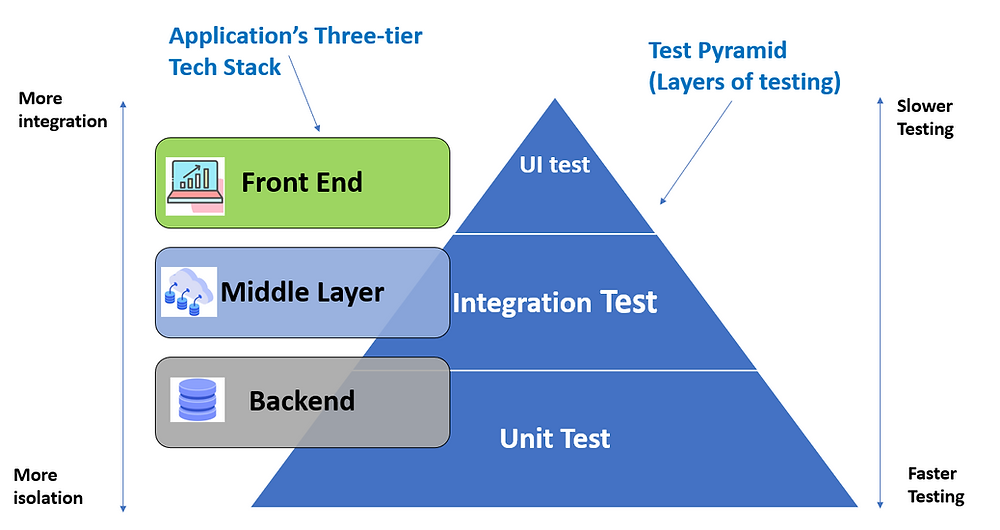 Application's Three-tier
Tech Stack
Test Pyramid
(Layers of testing)
More
integration
Slower
Testing
UI test
Front End
Middle Layer
Integration Test
Backend
Unit Test
More
isolation
Faster
Testing